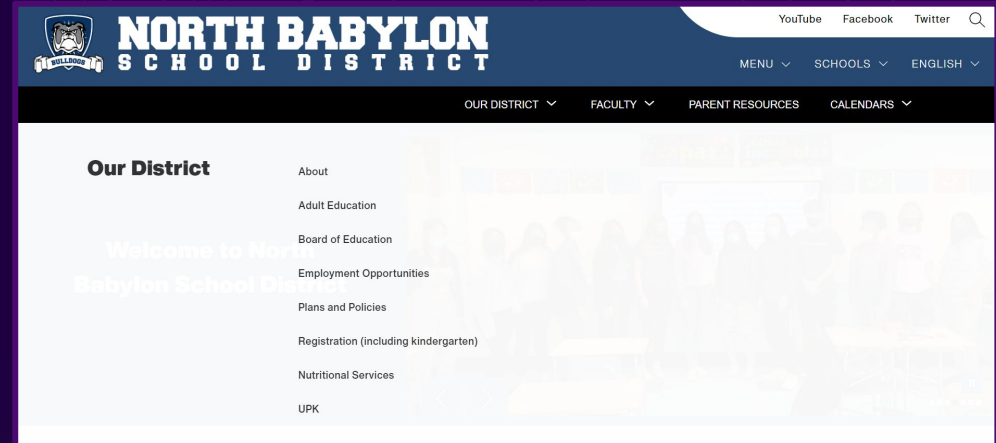 YouTube Facebook Twitter
NORTH BABYLON
SCHOOL DISTRICT
BULLDOGS
MENU SCHOOLS ENGLISH
OUR DISTRICT FACULTY PARENT RESOURCES CALENDARS
Our District
About
Adult Education
Board of Education
Employment Opportunities
Plans and Policies
Registration (including kindergarten)
Nutritional Services
UPK
Welcome to North
Babylon School District